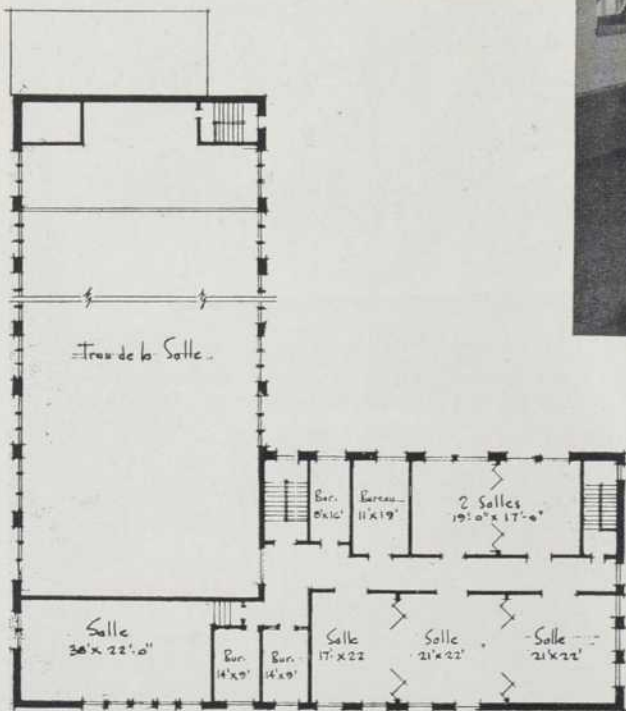 Trou de la Salle
Bur.
8'x16'
Bureau
11'x19'
2 Salles
19'-0" x 17'-6"
Salle
38' x 22'-0"
Bur.
14'x9'
Bur.
14'x9'
Salle
17'x22
Salle
21'x22'
Salle
21'x22'